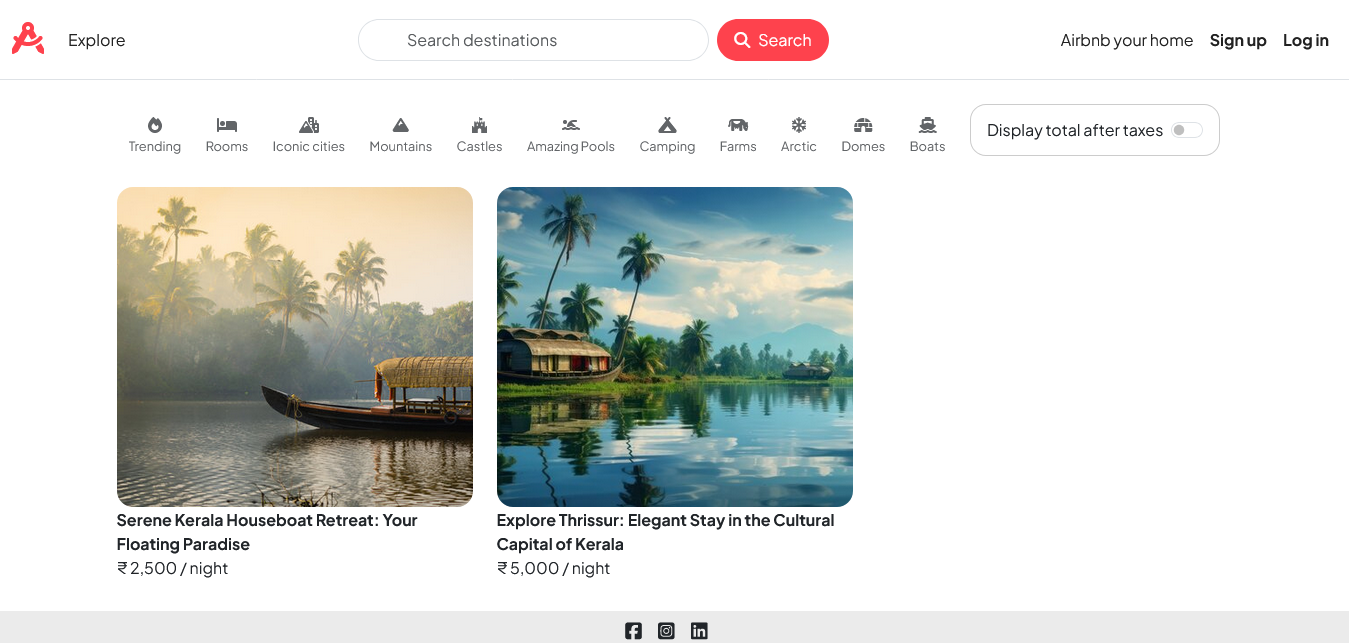 Explore
Search destinations
Search
Airbnb your home
Sign up
Log in
Trending
Rooms
Iconic cities
Mountains
Castles
Amazing Pools
Camping
Farms
Arctic
Domes
Boats
Display total after taxes
Serene Kerala Houseboat Retreat: Your
Floating Paradise
₹ 2,500 / night
Explore Thrissur: Elegant Stay in the Cultural
Capital of Kerala
₹ 5,000 / night